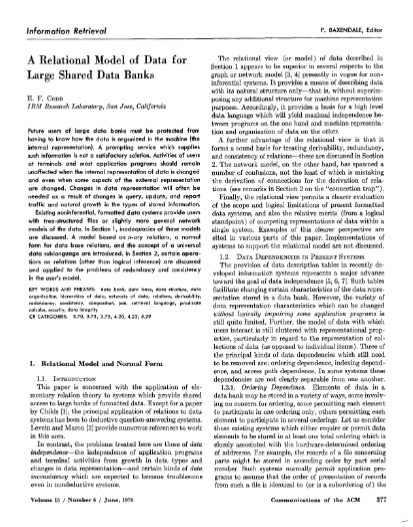 Information Retrieval
P. BAXENDALE, Editor
A Relational Model of Data for
Large Shared Data Banks
E. F. CODD
IBM Research Laboratory, San Jose, California
Future users of large data banks must be protected from
having to know how the data is organized in the machine (the
internal representation). A prompting service which supplies
such information is not a satisfactory solution. Activities of users
at terminals and most application programs should remain
unaffected when the internal representation of data is changed
and even when some aspects of the external representation
are changed. Changes in data representation will often be
needed as a result of changes in query, update, and report
traffic and natural growth in the types of stored information.
Existing noninferential, formatted data systems provide users
with tree-structured files or slightly more general network
models of the data. In Section 1, inadequacies of these models
are discussed. A model based on n-ary relations, a normal
form for data base relations, and the concept of a universal
data sublanguage are introduced. In Section 2, certain opera-
tions on relations (other than logical inference) are discussed
and applied to the problems of redundancy and consistency
in the user's model.
KEY WORDS AND PHRASES: data bank, data base, data structure, data
organization, hierarchies of data, networks of data, relations, derivability,
redundancy, consistency, composition, join, retrieval language, predicate
calculus, security, data integrity
CR CATEGORIES: 3.70, 3.73, 3.75, 4.20, 4.22, 4.29
1. Relational Model and Normal Form
1.1. INTRODUCTION
This paper is concerned with the application of ele-
mentary relation theory to systems which provide shared
access to large banks of formatted data. Except for a paper
by Childs [1], the principal application of relations to data
systems has been to deductive question-answering systems.
Levein and Maron [2] provide numerous references to work
in this area.
In contrast, the problems treated here are those of data
independence—the independence of application programs
and terminal activities from growth in data types and
changes in data representation—and certain kinds of data
inconsistency which are expected to become troublesome
even in nondeductive systems.
Volume 13 / Number 6 / June, 1970
The relational view (or model) of data described in
Section 1 appears to be superior in several respects to the
graph or network model [3, 4] presently in vogue for non-
inferential systems. It provides a means of describing data
with its natural structure only—that is, without superim-
posing any additional structure for machine representation
purposes. Accordingly, it provides a basis for a high level
data language which will yield maximal independence be-
tween programs on the one hand and machine representa-
tion and organization of data on the other.
A further advantage of the relational view is that it
forms a sound basis for treating derivability, redundancy,
and consistency of relations—these are discussed in Section
2. The network model, on the other hand, has spawned a
number of confusions, not the least of which is mistaking
the derivation of connections for the derivation of rela-
tions (see remarks in Section 2 on the "connection trap").
Finally, the relational view permits a clearer evaluation
of the scope and logical limitations of present formatted
data systems, and also the relative merits (from a logical
standpoint) of competing representations of data within a
single system. Examples of this clearer perspective are
cited in various parts of this paper. Implementations of
systems to support the relational model are not discussed.
1.2. DATA DEPENDENCIES IN PRESENT SYSTEMS
The provision of data description tables in recently de-
veloped information systems represents a major advance
toward the goal of data independence [5, 6, 7]. Such tables
facilitate changing certain characteristics of the data repre-
sentation stored in a data bank. However, the variety of
data representation characteristics which can be changed
without logically impairing some application programs is
still quite limited. Further, the model of data with which
users interact is still cluttered with representational prop-
erties, particularly in regard to the representation of col-
lections of data (as opposed to individual items). Three of
the principal kinds of data dependencies which still need
to be removed are: ordering dependence, indexing depend-
ence, and access path dependence. In some systems these
dependencies are not clearly separable from one another.
1.2.1. Ordering Dependence. Elements of data in a
data bank may be stored in a variety of ways, some involv-
ing no concern for ordering, some permitting each element
to participate in one ordering only, others permitting each
element to participate in several orderings. Let us consider
those existing systems which either require or permit data
elements to be stored in at least one total ordering which is
closely associated with the hardware-determined ordering
of addresses. For example, the records of a file concerning
parts might be stored in ascending order by part serial
number. Such systems normally permit application pro-
grams to assume that the order of presentation of records
from such a file is identical to (or is a subordering of) the
Communications of the ACM 377